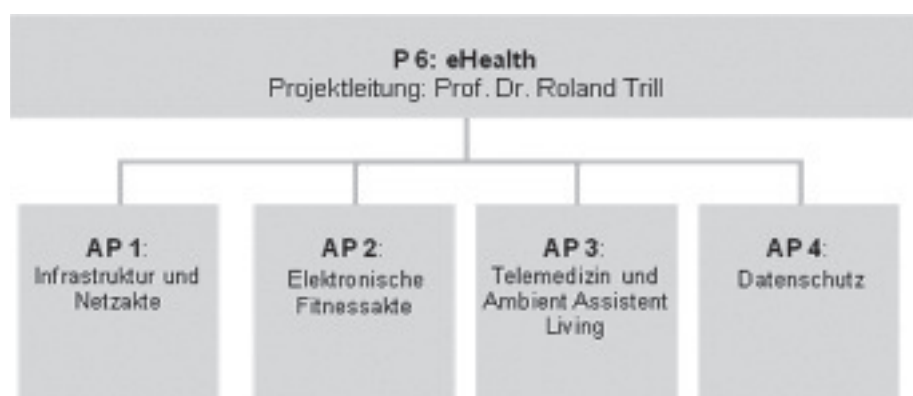 P 6: eHealth
Projektleitung: Prof. Dr. Roland Trill
AP 1:
Infrastruktur und
Netzakte
AP 2:
Elektronische
Fitnessakte
AP 3:
Telemedizin und
Ambient Assistent
Living
AP 4:
Datenschutz